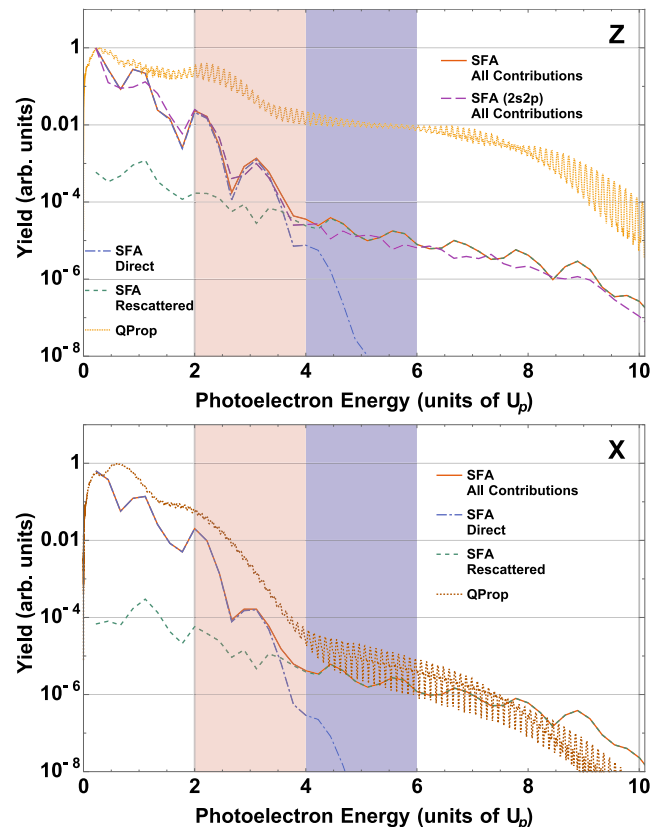 Z
1
0.01
10-4
10-6
10-8
Yield (arb. units)
SFA
All Contributions
SFA (2s2p)
All Contributions
SFA
Direct
SFA
Rescattered
QProp
0 2 4 6 8 10
Photoelectron Energy (units of Up)
X
1
0.01
10-4
10-6
10-8
Yield (arb. units)
SFA
All Contributions
SFA
Direct
SFA
Rescattered
QProp
0 2 4 6 8 10
Photoelectron Energy (units of Up)